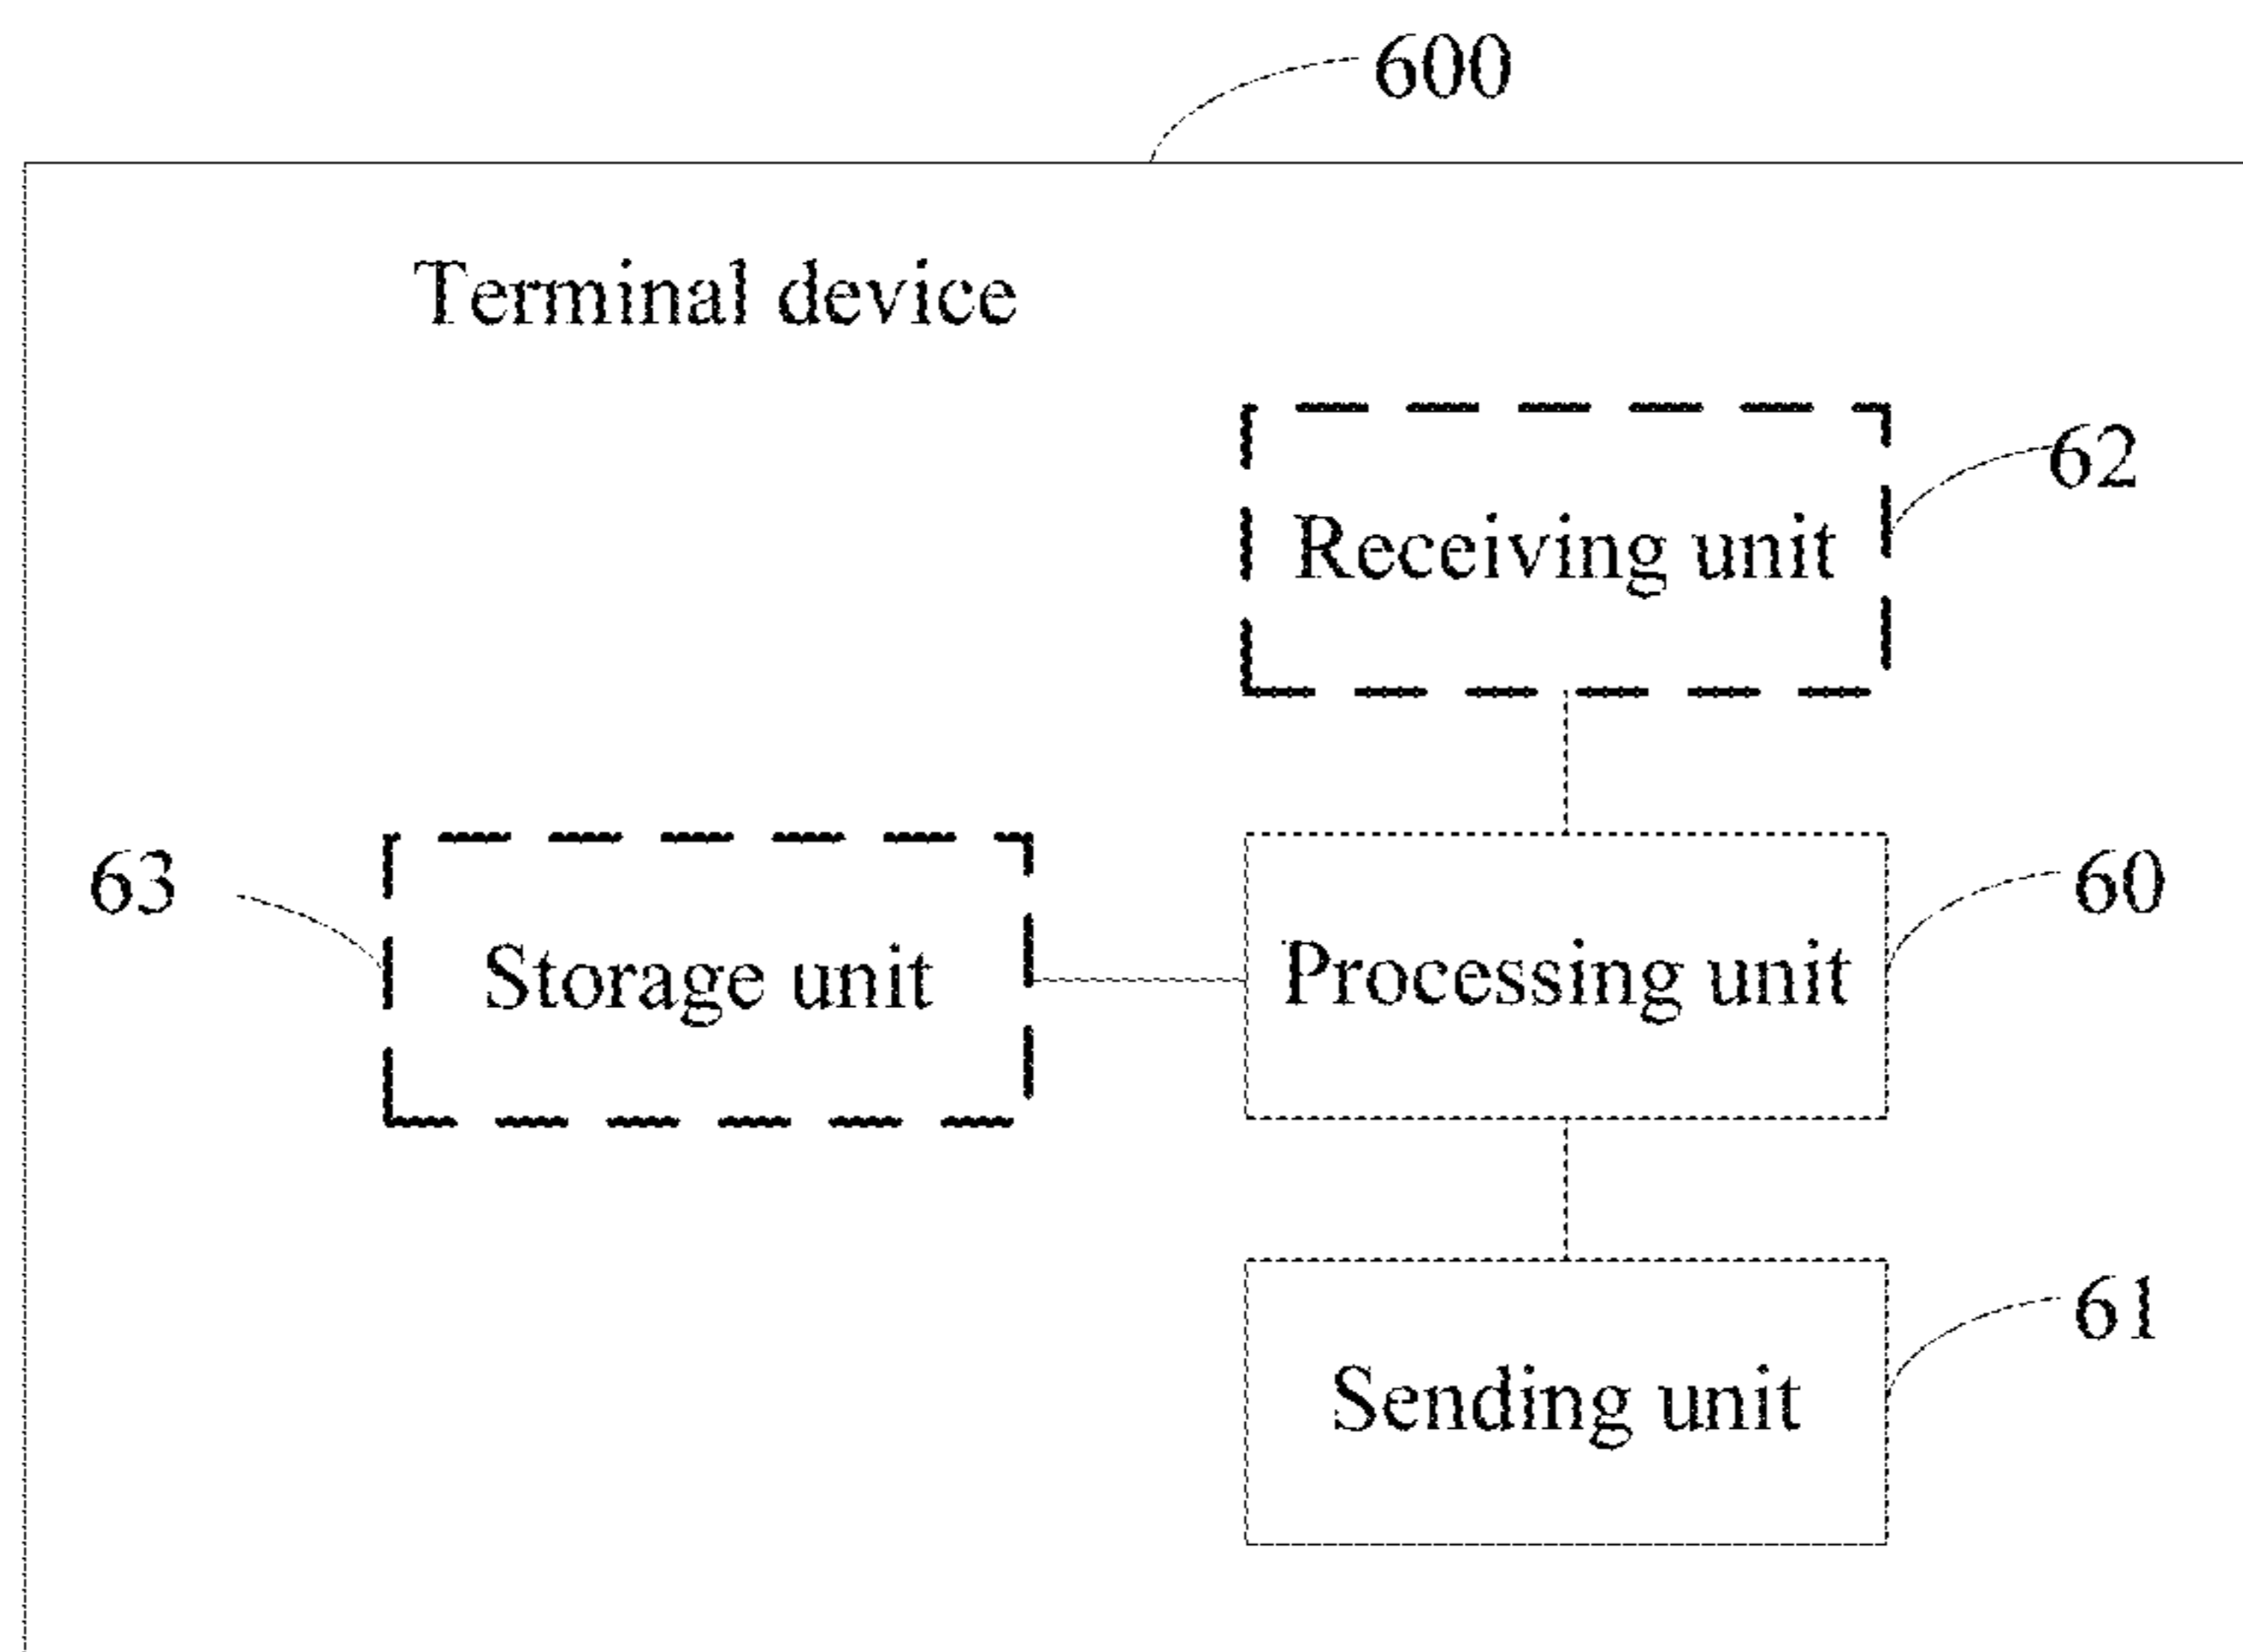 600
Terminal device
62
Receiving unit
63
60
Storage unit
Processing unit
61
Sending unit